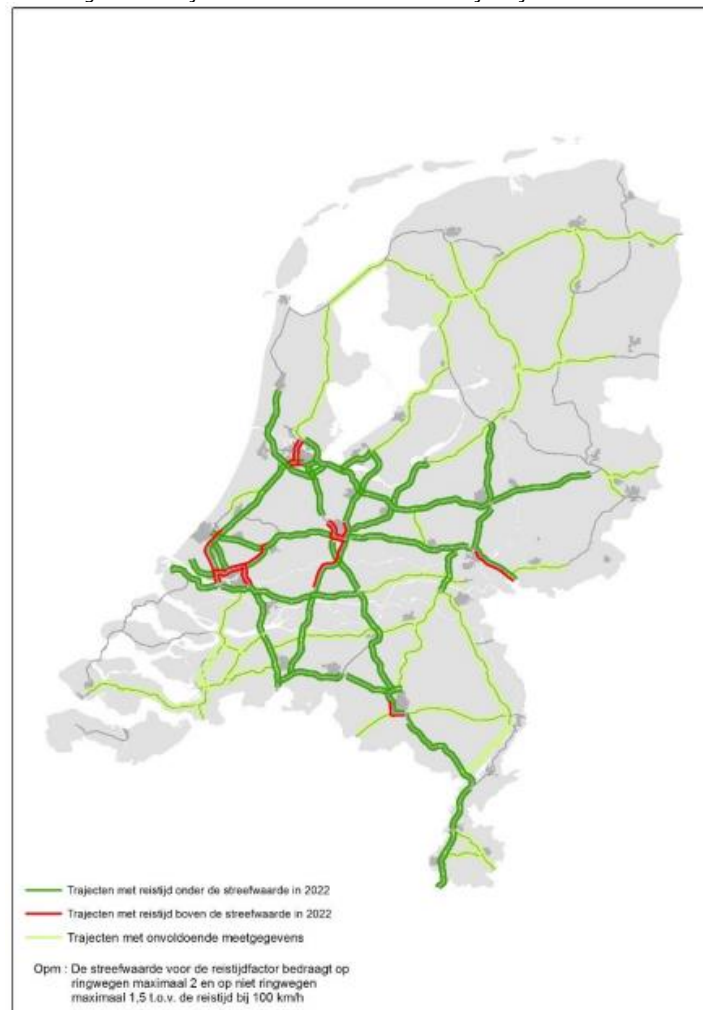 Trajecten met reistijd onder de streefwaarde in 2022
Trajecten met reistijd boven de streefwaarde in 2022
Trajecten met onvoldoende meetgegevens
Opm : De streefwaarde voor de reistijdfactor bedraagt op
ringwegen maximaal 2 en op niet ringwegen
maximaal 1,5 t.o.v. de reistijd bij 100 km/h